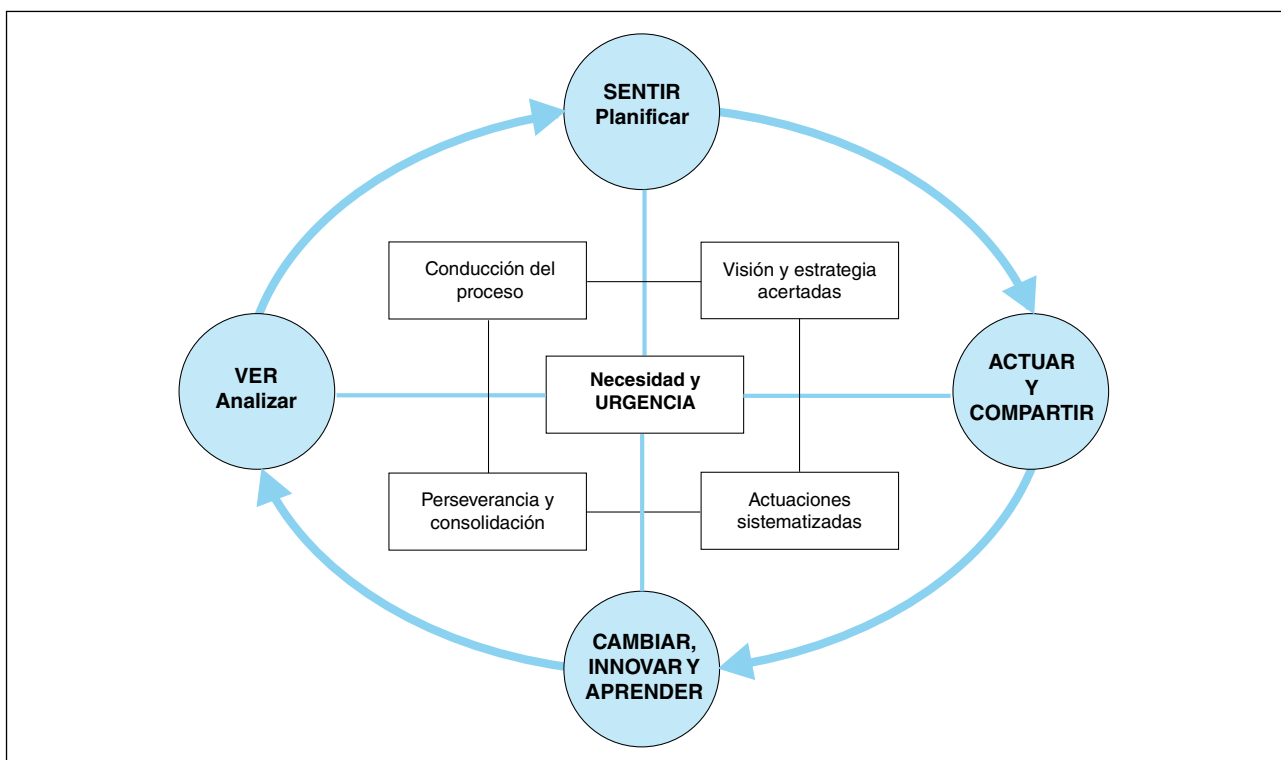 SENTIR
Planificar
Conducción del
proceso
Visión y estrategia
acertadas
VER
Analizar
Necesidad y
URGENCIA
ACTUAR
Y
COMPARTIR
Perseverancia y
consolidación
Actuaciones
sistematizadas
CAMBIAR,
INNOVAR Y
APRENDER